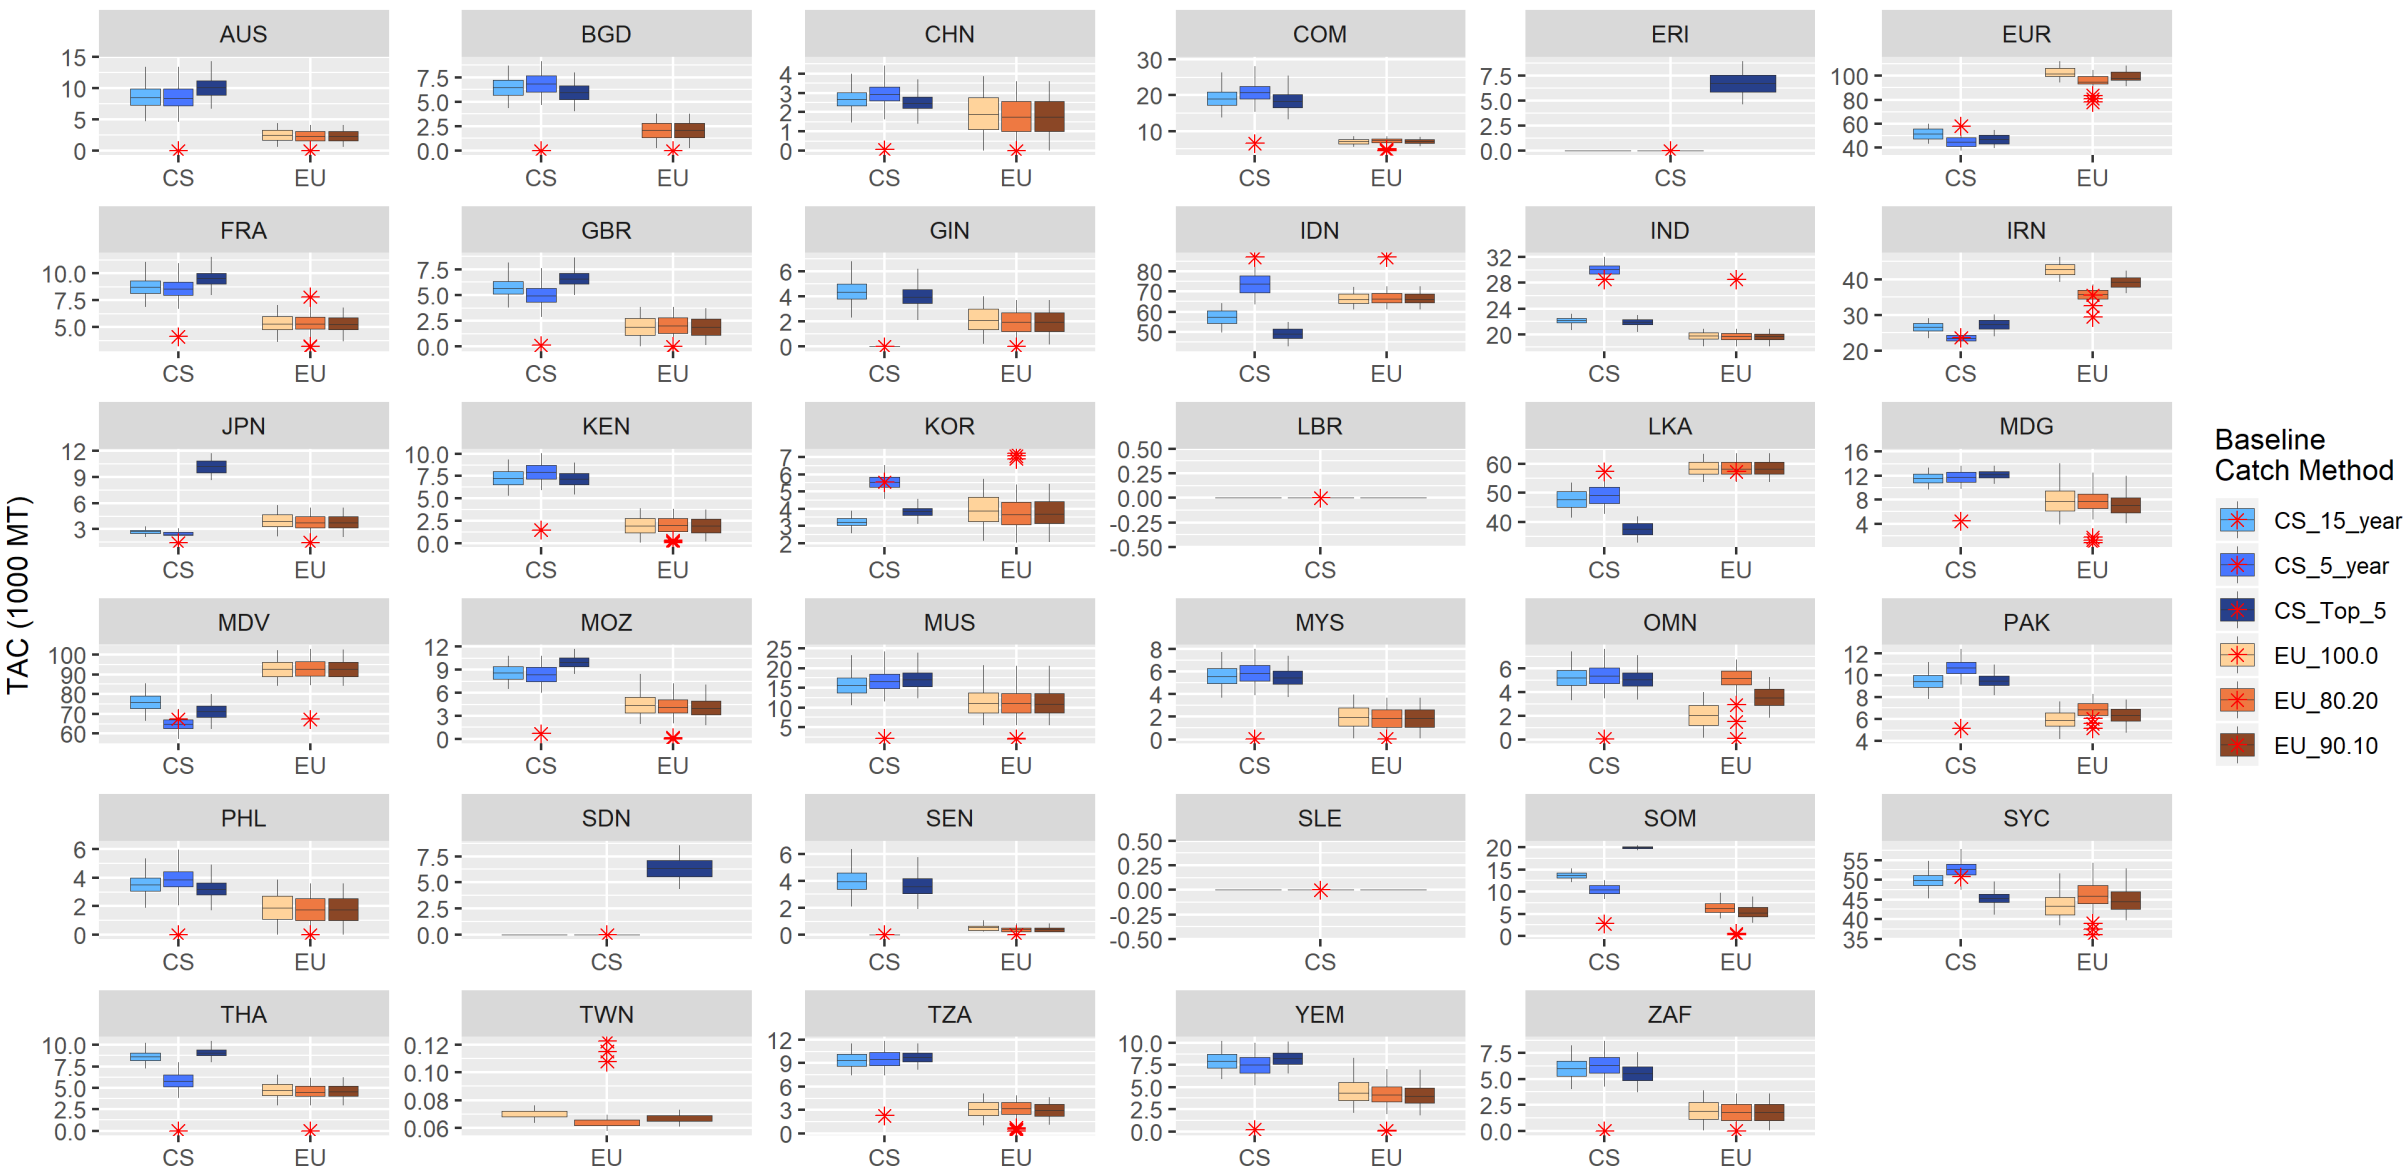 TAC (1000 MT)
AUS BGD CHN COM ERI EUR
15 10 5 0
7.5 5.0 2.5 0.0
4 3 2 1 0
30 20 10
7.5 5.0 2.5 0.0
100 80 60 40
CS EU CS EU CS EU CS EU CS CS EU
FRA GBR GIN IDN IND IRN
10.0 7.5 5.0
7.5 5.0 2.5 0.0
6 4 2 0
80 70 60 50
32 28 24 20
40 30 20
CS EU CS EU CS EU CS EU CS EU CS EU
JPN KEN KOR LBR LKA MDG
12 9 6 3
10.0 7.5 5.0 2.5 0.0
7 6 5 4 3 2
0.50 0.25 0.00 -0.25 -0.50
60 50 40
16 12 8 4
CS EU CS EU CS EU CS CS EU CS EU
MDV MOZ MUS MYS OMN PAK
100 90 80 70 60
12 9 6 3 0
25 20 15 10 5
8 6 4 2 0
6 4 2 0
12 10 8 6 4
CS EU CS EU CS EU CS EU CS EU CS EU
PHL SDN SEN SLE SOM SYC
6 4 2 0
7.5 5.0 2.5 0.0
6 4 2 0
0.50 0.25 0.00 -0.25 -0.50
20 15 10 5 0
55 50 45 40 35
CS EU CS CS EU CS CS EU CS EU
THA TWN TZA YEM ZAF
10.0 7.5 5.0 2.5 0.0
0.12 0.10 0.08 0.06
12 9 6 3 0
10.0 7.5 5.0 2.5 0.0
7.5 5.0 2.5 0.0
CS EU EU CS EU CS EU CS EU
Baseline
Catch Method
CS_15_year
CS_5_year
CS_Top_5
EU_100.0
EU_80.20
EU_90.10